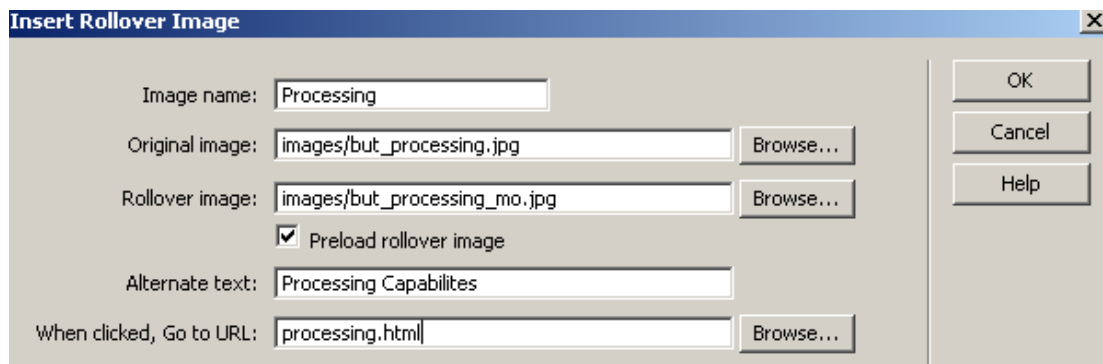 Insert Rollover Image
Image name: Processing
OK
Original image: images/but_processing.jpg Browse...
Cancel
Rollover image: images/but_processing_mo.jpg Browse...
Help
Preload rollover image
Alternate text: Processing Capabilites
When clicked, Go to URL: processing.html Browse...